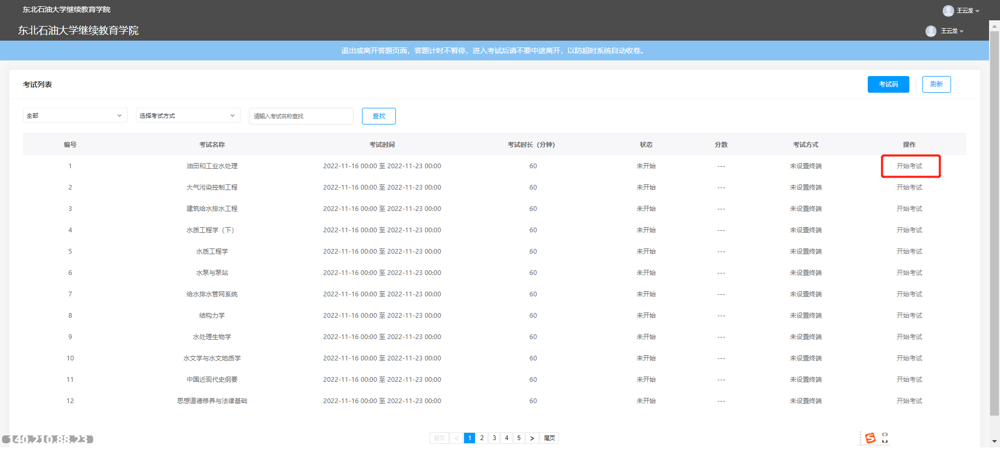 东北石油大学继续教育学院 王云龙
东北石油大学继续教育学院 王云龙
退出或离开答题页面，答题计时不暂停，进入考试后请不要中途离开，以防超时系统自动收卷。
考试列表 考试码 刷新
全部 选择考试方式 请输入考试名称查找 查找
编号 考试名称 考试时间 考试时长（分钟） 状态 分数 考试方式 操作
1 油田和工业水处理 2022-11-16 00:00 至 2022-11-23 00:00 60 未开始 --- 未设置终端 开始考试
2 大气污染控制工程 2022-11-16 00:00 至 2022-11-23 00:00 60 未开始 --- 未设置终端 开始考试
3 建筑给水排水工程 2022-11-16 00:00 至 2022-11-23 00:00 60 未开始 --- 未设置终端 开始考试
4 水质工程学（下） 2022-11-16 00:00 至 2022-11-23 00:00 60 未开始 --- 未设置终端 开始考试
5 水质工程学 2022-11-16 00:00 至 2022-11-23 00:00 60 未开始 --- 未设置终端 开始考试
6 水泵与泵站 2022-11-16 00:00 至 2022-11-23 00:00 60 未开始 --- 未设置终端 开始考试
7 给水排水管网系统 2022-11-16 00:00 至 2022-11-23 00:00 60 未开始 --- 未设置终端 开始考试
8 结构力学 2022-11-16 00:00 至 2022-11-23 00:00 60 未开始 --- 未设置终端 开始考试
9 水处理生物学 2022-11-16 00:00 至 2022-11-23 00:00 60 未开始 --- 未设置终端 开始考试
10 水文学与水文地质学 2022-11-16 00:00 至 2022-11-23 00:00 60 未开始 --- 未设置终端 开始考试
11 中国近现代史纲要 2022-11-16 00:00 至 2022-11-23 00:00 60 未开始 --- 未设置终端 开始考试
12 思想道德修养与法律基础 2022-11-16 00:00 至 2022-11-23 00:00 60 未开始 --- 未设置终端 开始考试
140.210.88.23 首页 < 1 2 3 4 5 > 尾页 S